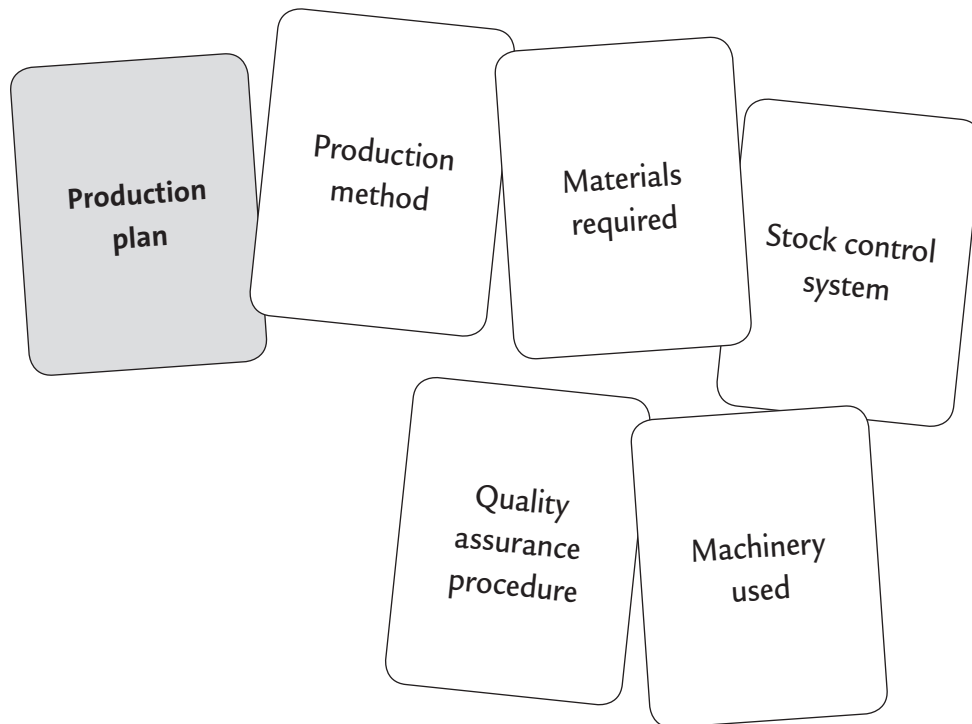 Production
plan
Production
method
Materials
required
Stock control
system
Quality
assurance
procedure
Machinery
used